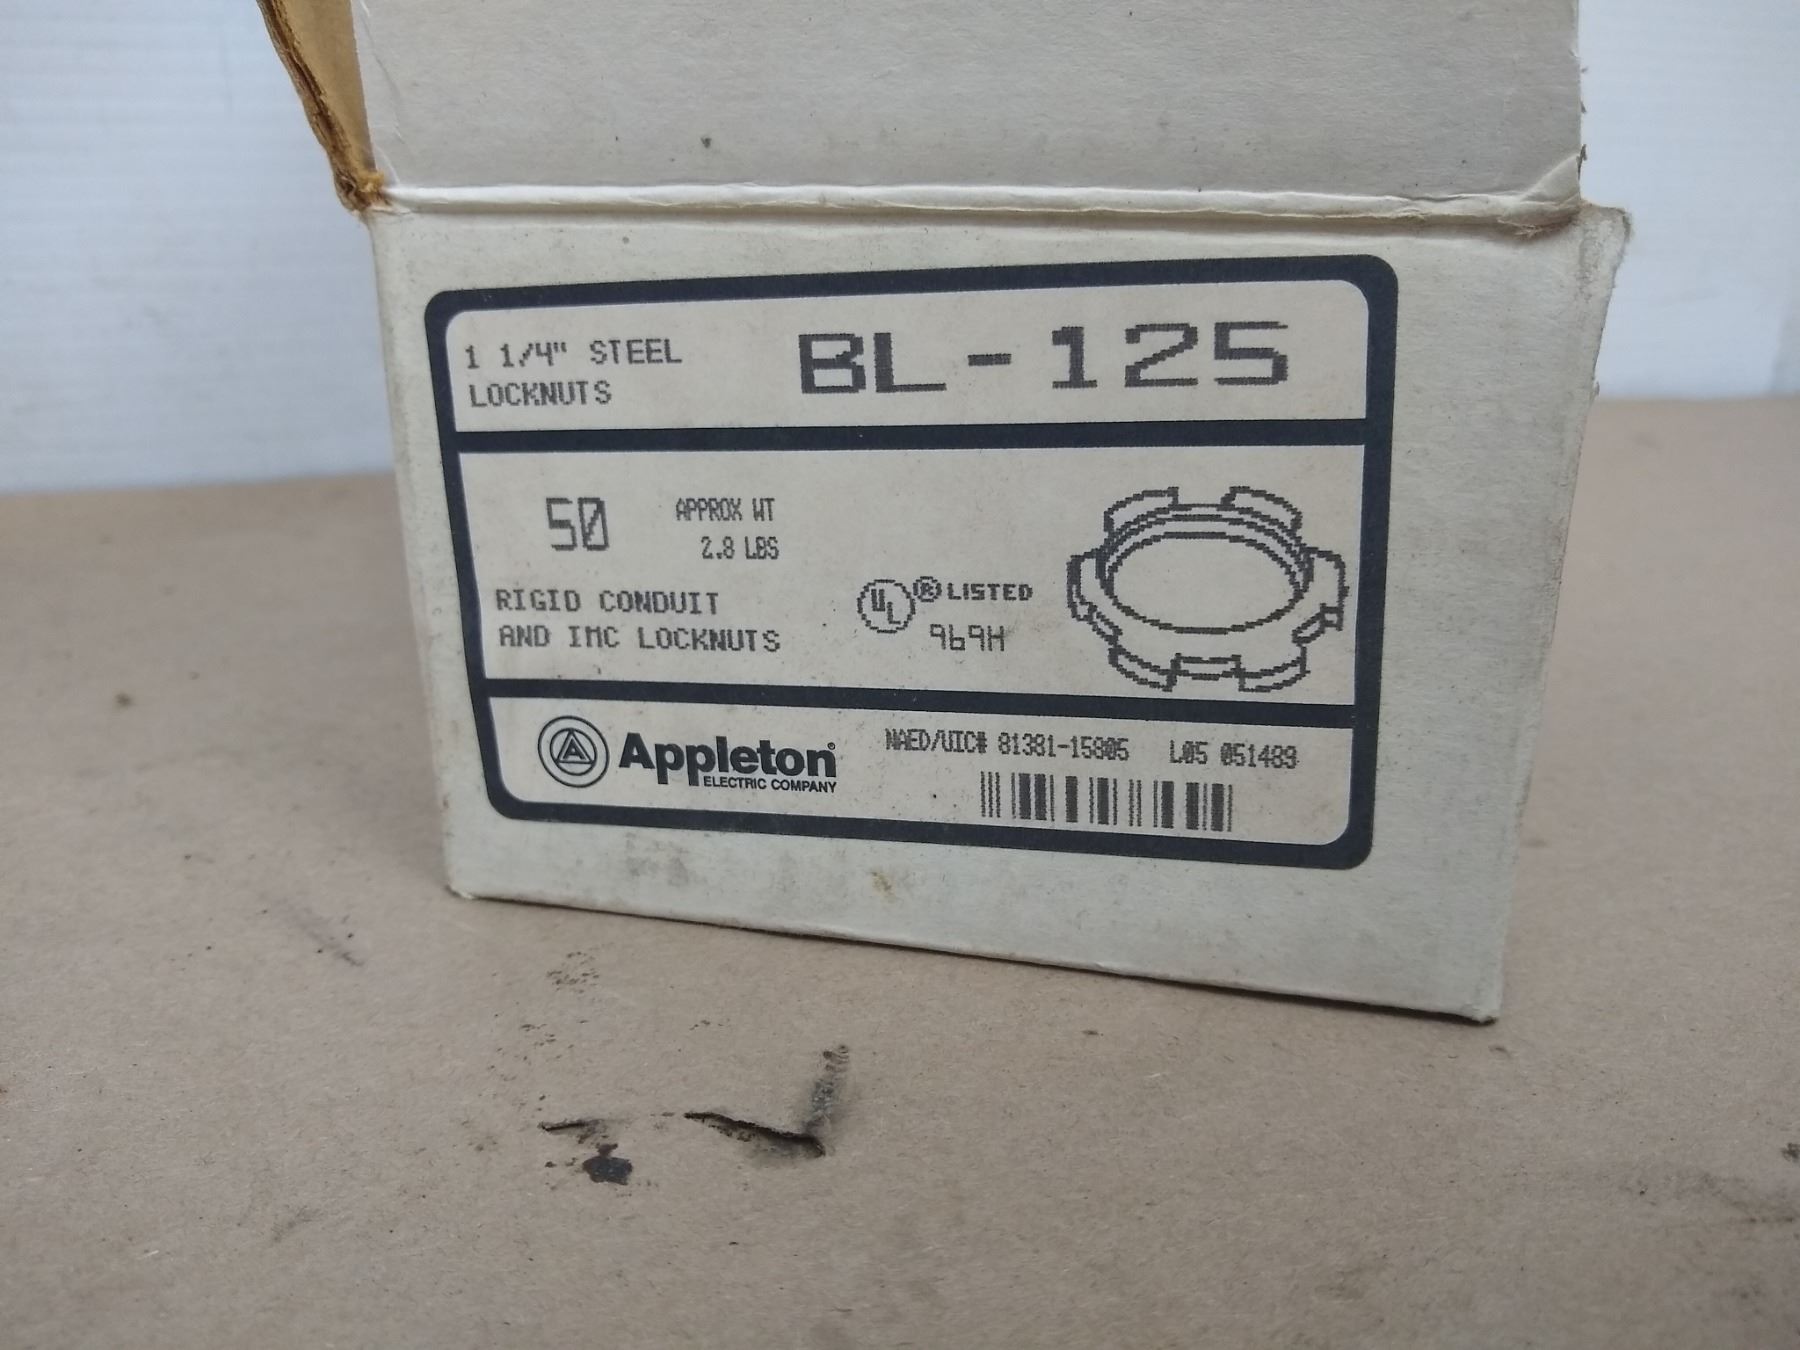 1 1/4" STEEL
LOCKNUTS
BL-125
50
APPROX WT
2.8 LBS
RIGID CONDUIT
AND IMC LOCKNUTS
UL® LISTED
969H
Appleton®
ELECTRIC COMPANY
NAED/UIC# 81381-15805 L05 051489